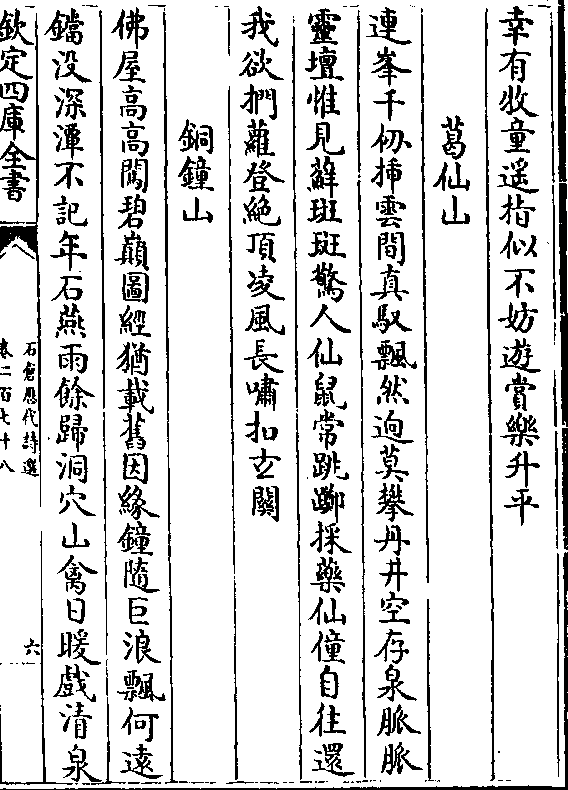 幸有牧童遥指似不妨遊賞樂升平
葛仙山
連峯千仞揷雲間真馭飄然逈莫攀丹井空存泉脈脈
靈壇惟見蘚斑斑驚人仙鼠常跳躑採藥仙僮自往還
我欲捫蘿登絶頂凌風長嘯扣玄關
銅鐘山
佛屋高高闖碧巔圖經猶載舊因緣鐘隨巨浪飄何遠
鐺没深潭不記年石燕雨餘歸洞穴山禽日暖戲清泉
欽定四庫全書
石倉歷代詩選
卷二百七十八
六